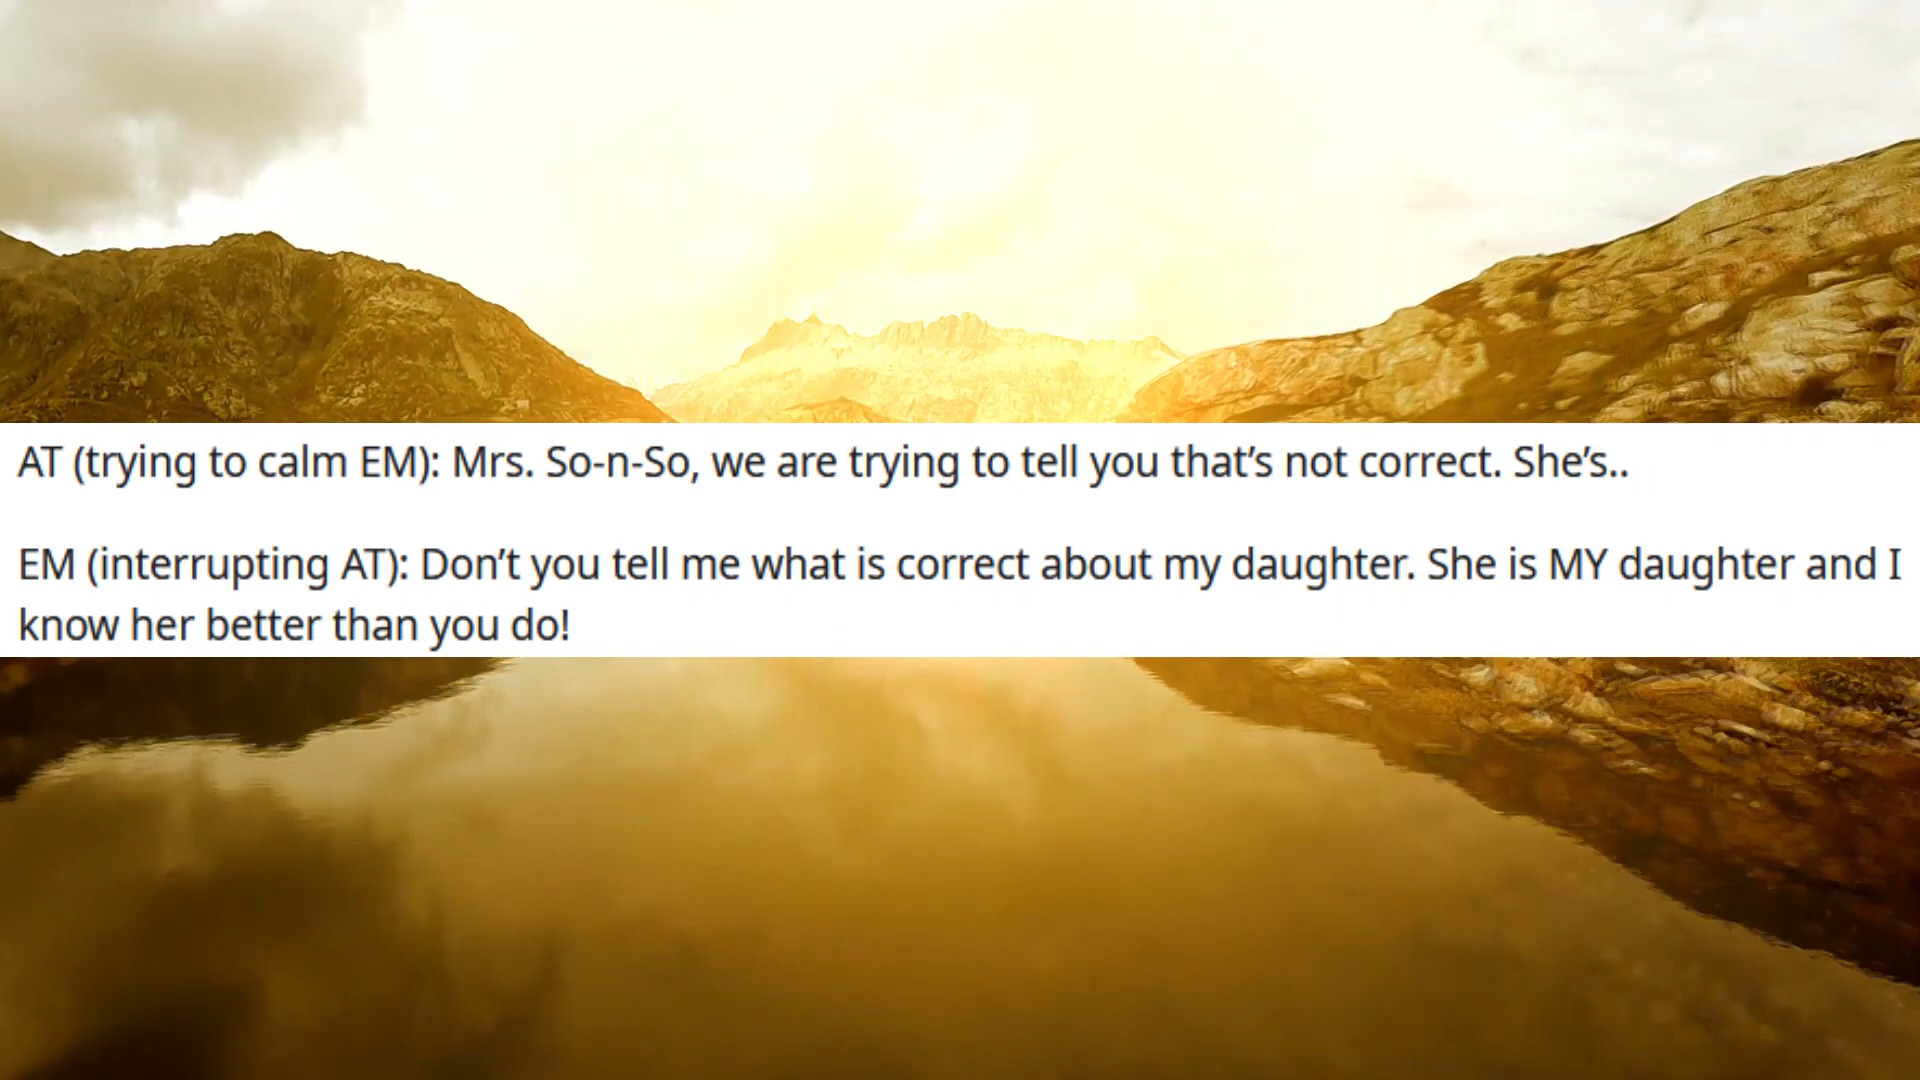 AT (trying to calm EM): Mrs. So-n-So, we are trying to tell you that’s not correct. She’s..
EM (interrupting AT): Don’t you tell me what is correct about my daughter. She is MY daughter and I
know her better than you do!